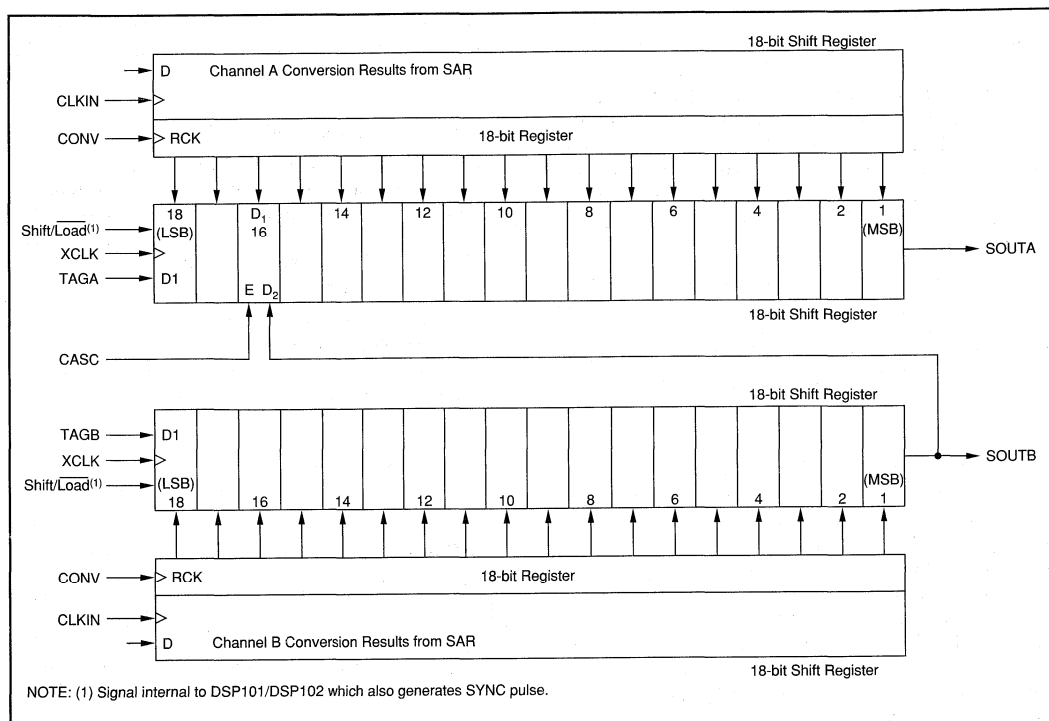 18-bit Shift Register
D Channel A Conversion Results from SAR
CLKIN
CONV RCK 18-bit Register
18 D1 14 12 10 8 6 4 2 1
Shift/Load(1) (LSB) 16 (MSB)
XCLK SOUTA
TAGA D1
E D2
18-bit Shift Register
CASC
18-bit Shift Register
TAGB D1
XCLK SOUTB
Shift/Load(1) (LSB) (MSB)
18 16 14 12 10 8 6 4 2 1
CONV RCK 18-bit Register
CLKIN
D Channel B Conversion Results from SAR
18-bit Shift Register
NOTE: (1) Signal internal to DSP101/DSP102 which also generates SYNC pulse.